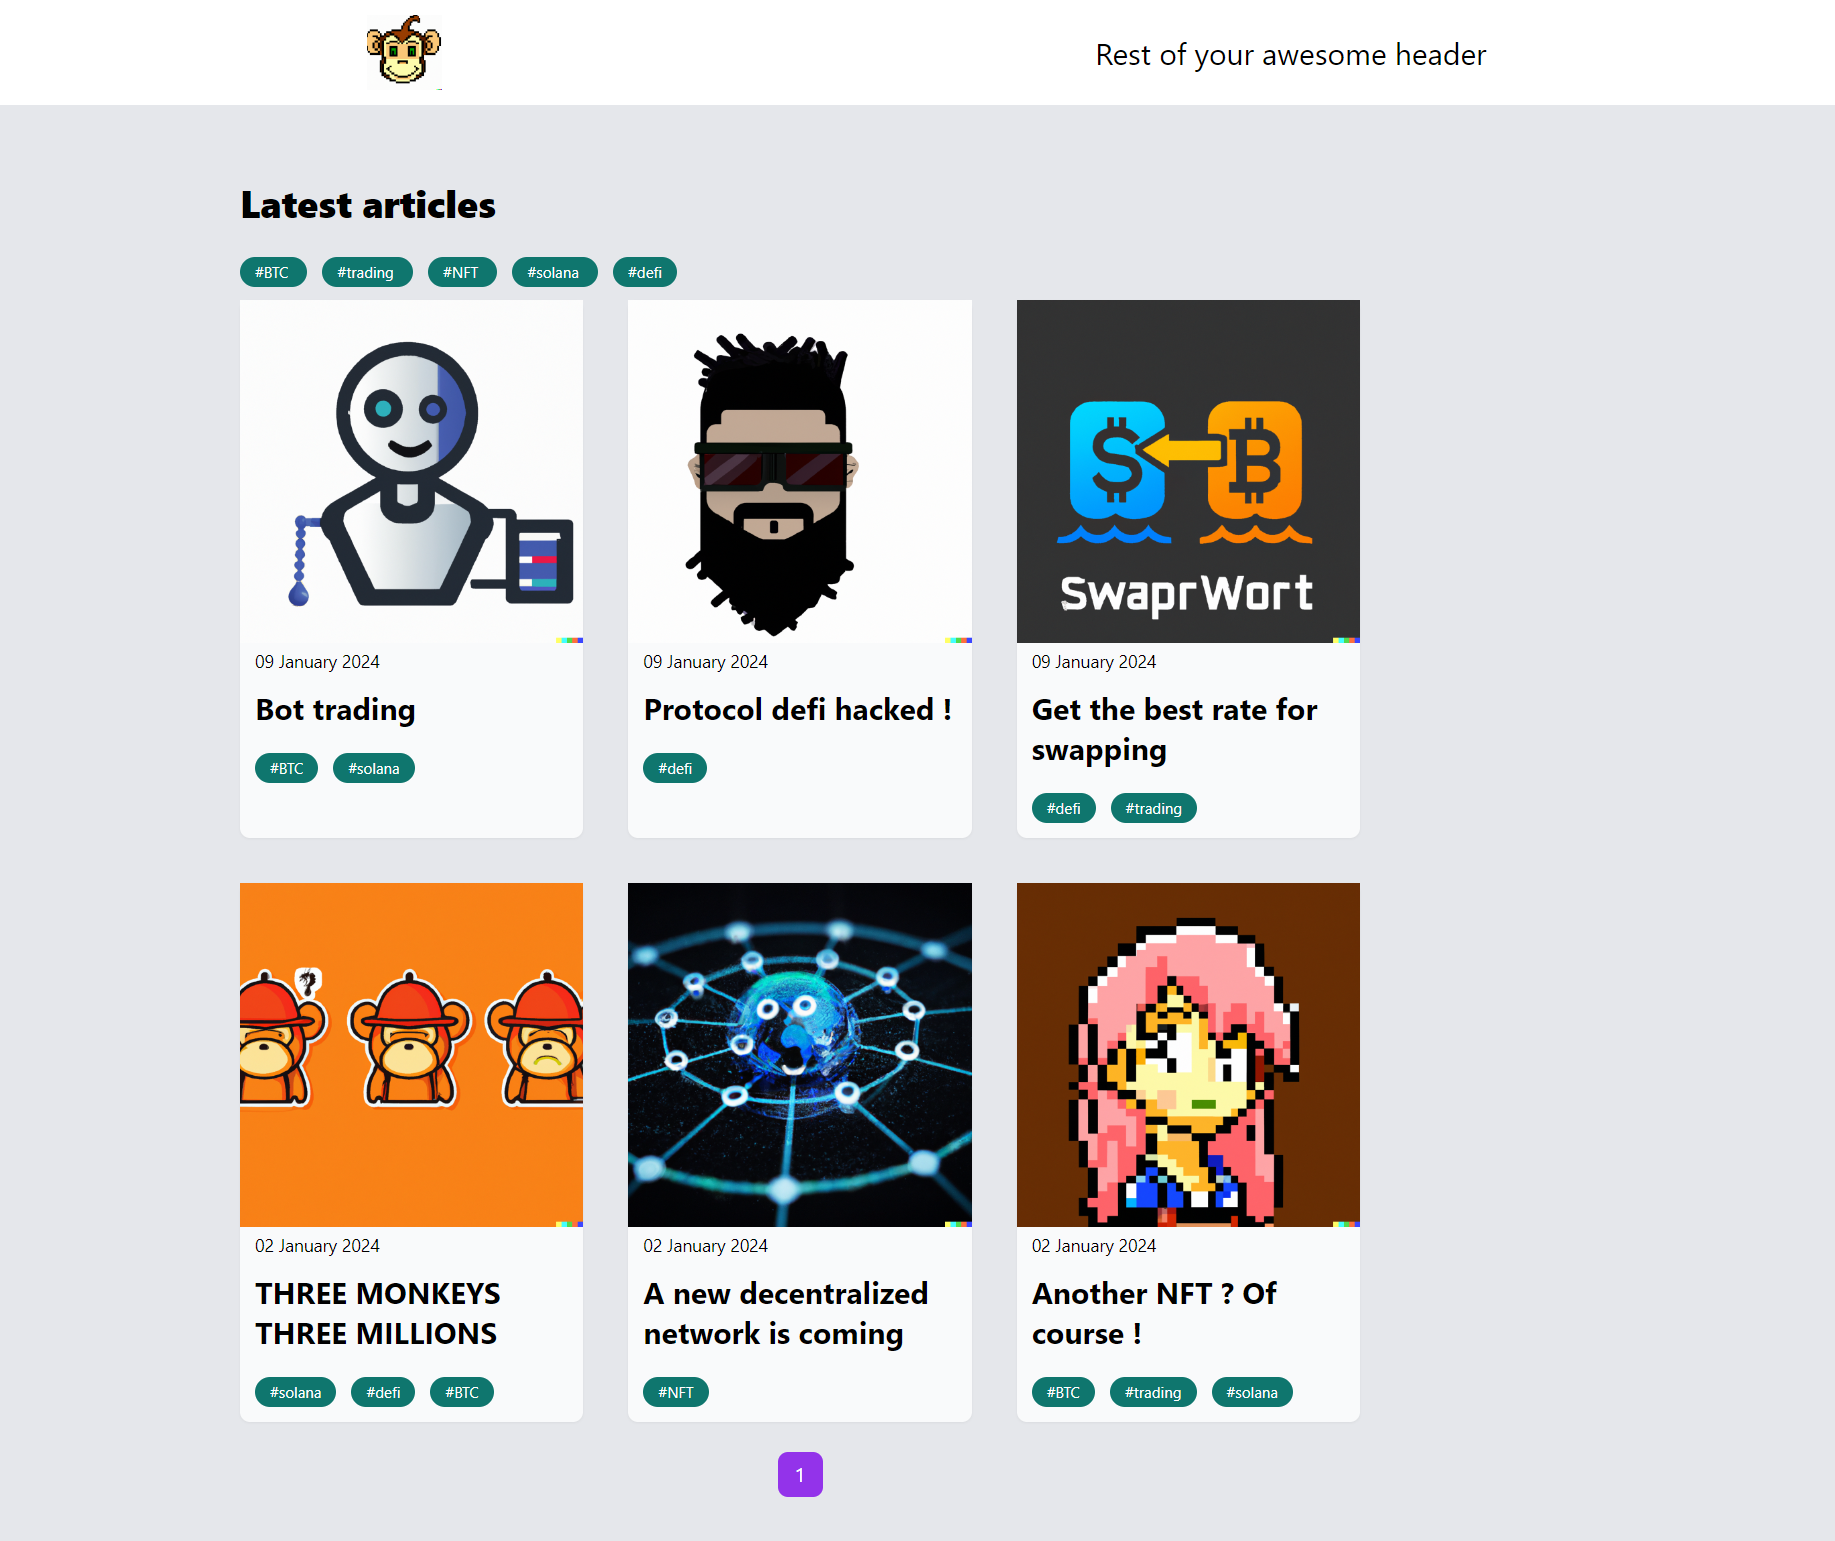 Rest of your awesome header
Latest articles
#BTC #trading #NFT #solana #defi
SwaprWort
09 January 2024
Bot trading
#BTC #solana
09 January 2024
Protocol defi hacked !
#defi
09 January 2024
Get the best rate for
swapping
#defi #trading
?
02 January 2024
THREE MONKEYS
THREE MILLIONS
#solana #defi #BTC
02 January 2024
A new decentralized
network is coming
#NFT
02 January 2024
Another NFT ? Of
course !
#BTC #trading #solana
1